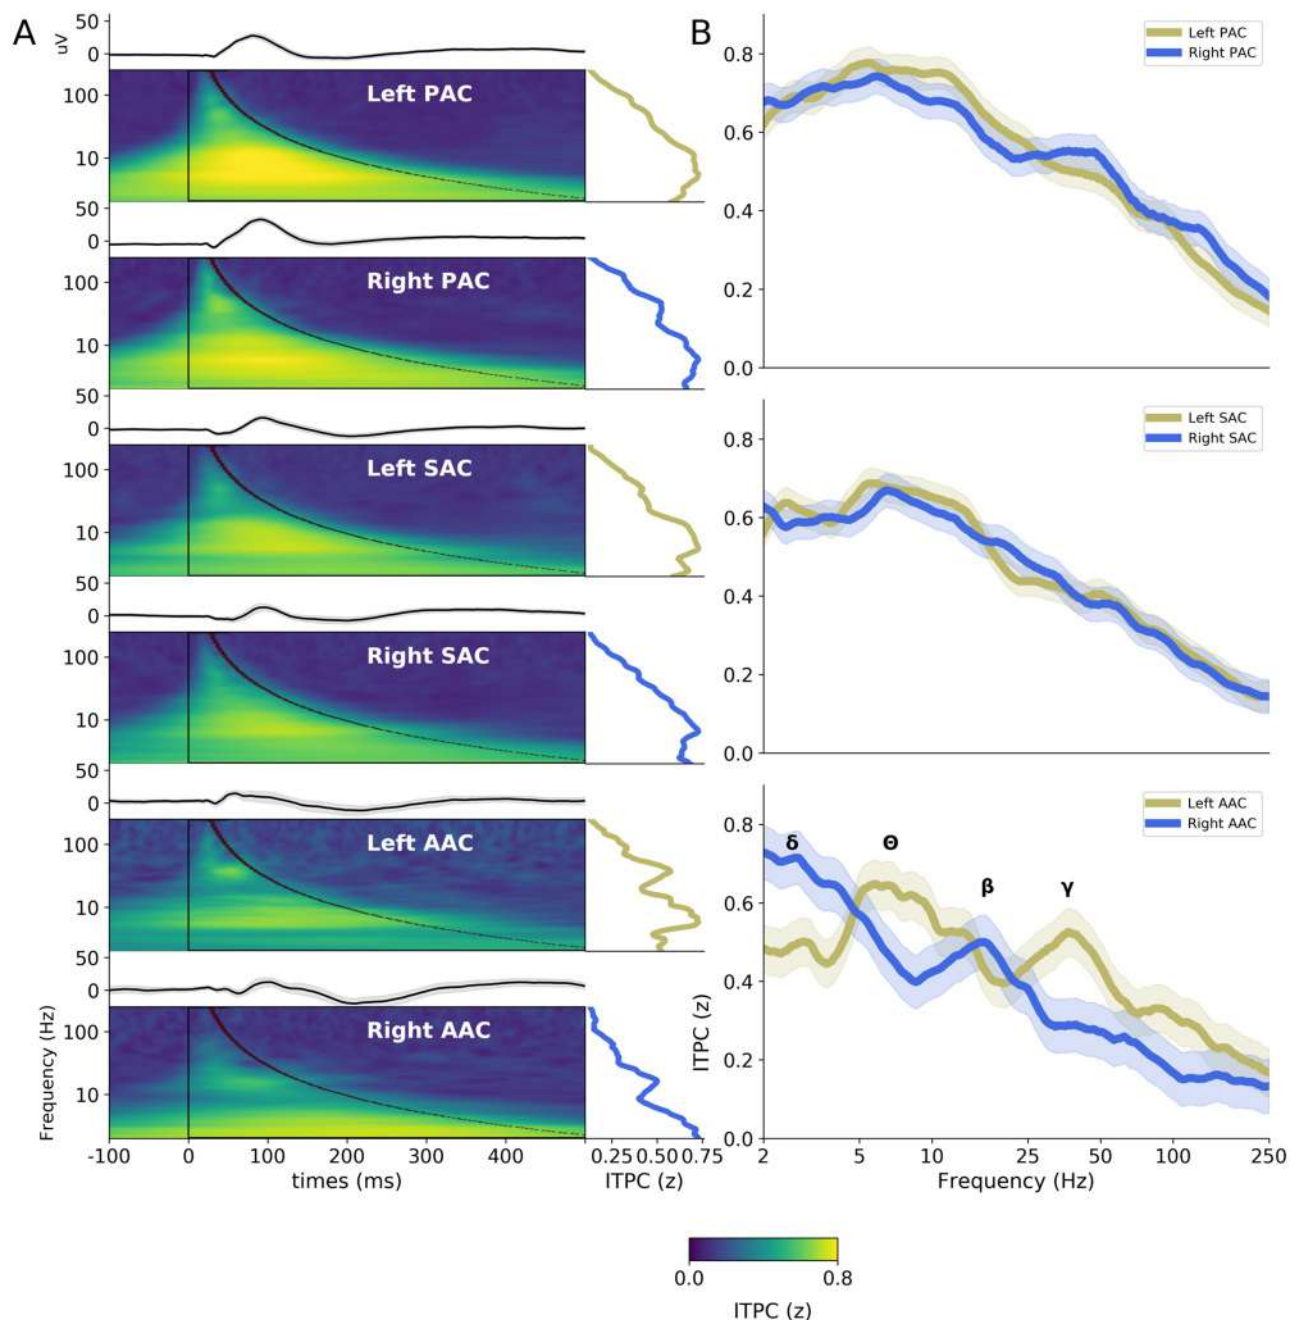 A
uV
50
0
Left PAC
100
10
50
0
Right PAC
100
10
50
0
Left SAC
100
10
50
0
Right SAC
100
10
50
0
Left AAC
100
10
50
0
Right AAC
100
10
Frequency (Hz)
-100 0 100 200 300 400
times (ms)
0.25 0.50 0.75
ITPC (z)
B
Left PAC
Right PAC
0.8
0.6
0.4
0.2
0.0
Left SAC
Right SAC
0.8
0.6
0.4
0.2
0.0
Left AAC
Right AAC
δ Θ β γ
0.8
0.6
0.4
0.2
0.0
ITPC (z)
2 5 10 25 50 100 250
Frequency (Hz)
0.0 0.8
ITPC (z)